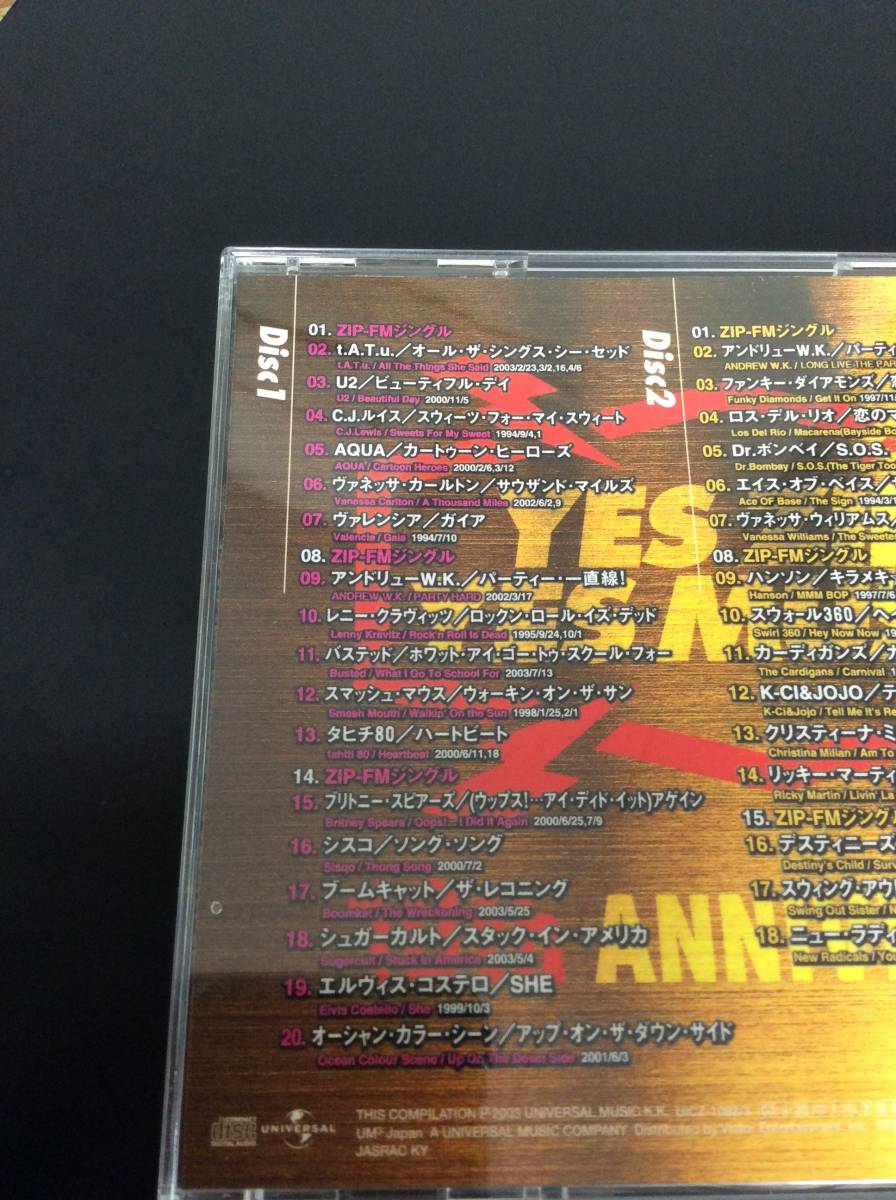 Disc1
01. ZIP-FMジングル
02. t.A.T.u./オール・ザ・シングス・シー・セッド
t.A.T.u. / All The Things She Said 2003/2/23,3/2,16,4/6
03. U2/ビューティフル・デイ
U2 / Beautiful Day 2000/11/5
04. C.J.ルイス/スウィーツ・フォー・マイ・スウィート
C.J.Lewis / Sweets For My Sweet 1994/9/4,1
05. AQUA/カートゥーン・ヒーローズ
AQUA / Cartoon Heroes 2000/2/6,3/12
06. ヴァネッサ・カールトン/サウザンド・マイルズ
Vanessa Carlton / A Thousand Miles 2002/6/2,9
07. ヴァレンシア/ガイア
Valencia / Gaia 1994/7/10
08. ZIP-FMジングル
09. アンドリューW.K./パーティー・一直線!
ANDREW W.K. / PARTY HARD 2002/3/17
10. レニー・クラヴィッツ/ロックン・ロール・イズ・デッド
Lenny Kravitz / Rock'n Roll Is Dead 1995/9/24,10/1
11. バステッド/ホワット・アイ・ゴー・トゥ・スクール・フォー
Busted / What I Go To School For 2003/7/13
12. スマッシュ・マウス/ウォーキン・オン・ザ・サン
Smash Mouth / Walkin' On the Sun 1998/1/25,2/1
13. タヒチ80/ハートビート
tahiti 80 / Heartbeat 2000/6/11,18
14. ZIP-FMジングル
15. ブリトニー・スピアーズ/(ウップス!…アイ・ディド・イット)アゲイン
Britney Spears / Oops!... I Did It Again 2000/6/25,7/9
16. シスコ/ソング・ソング
Sisqo / Thong Song 2000/7/2
17. ブームキャット/ザ・レコニング
Boomkat / The Wreckoning 2003/5/25
18. シュガーカルト/スタック・イン・アメリカ
Sugarcult / Stuck In America 2003/5/4
19. エルヴィス・コステロ/SHE
Elvis Costello / She 1999/10/3
20. オーシャン・カラー・シーン/アップ・オン・ザ・ダウン・サイド
Ocean Colour Scene / Up On The Down Side 2001/6/3
Disc2
01. ZIP-FMジングル
02. アンドリューW.K./パーティ
ANDREW W.K. / LONG LIVE THE PAR
03. ファンキー・ダイアモンズ/
Funky Diamonds / Get It On 1997/11/
04. ロス・デル・リオ/恋のマ
Los Del Rio / Macarena(Bayside Bo
05. Dr.ボンベイ/S.O.S.
Dr.Bombay / S.O.S.(The Tiger Too
06. エイス・オブ・ベイス/
Ace OF Base / The Sign 1994/3/1
07. ヴァネッサ・ウィリアムス/
Vanessa Williams / The Sweetes
08. ZIP-FMジングル
09. ハンソン/キラメキ
Hanson / MMM BOP 1997/7/6
10. スウォール360/ヘ
Swirl 360 / Hey Now Now
11. カーディガンズ/カ
The Cardigans / Carnival 1
12. K-CI&JOJO/テ
K-Ci&Jojo / Tell Me It's Re
13. クリスティーナ・ミ
Christina Milian / Am To
14. リッキー・マーティ
Ricky Martin / Livin' La
15. ZIP-FMジング
16. デスティニーズ
Destiny's Child / Surv
17. スウィング・アウ
Swing Out Sister / N
18. ニュー・ラディ
New Radicals / You
YES
ANN
COMPACT disc DIGITAL AUDIO
UNIVERSAL
THIS COMPILATION P 2003 UNIVERSAL MUSIC K.K.
UM³ Japan A UNIVERSAL MUSIC COMPANY Distributed by Victor Entertainment, Inc.
JASRAC KY